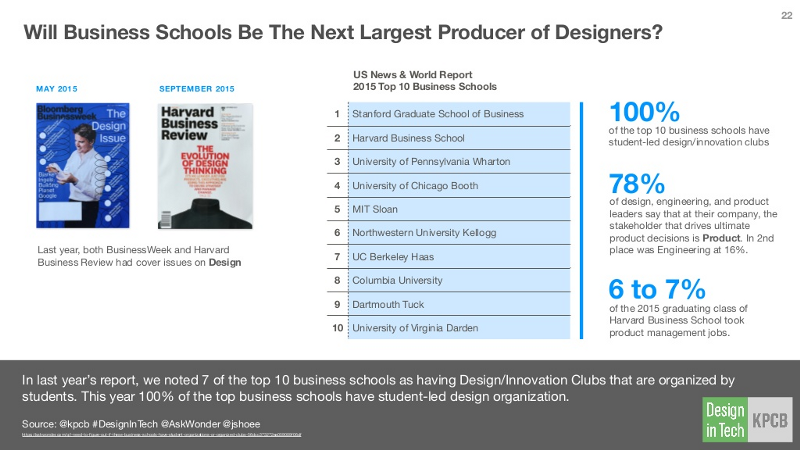 22
Will Business Schools Be The Next Largest Producer of Designers?
MAY 2015
SEPTEMBER 2015
Bloomberg
Businessweek
The
Design
Issue
Harvard
Business
Review
THE
EVOLUTION
OF DESIGN
THINKING
Last year, both BusinessWeek and Harvard
Business Review had cover issues on Design
US News & World Report
2015 Top 10 Business Schools
1 Stanford Graduate School of Business
2 Harvard Business School
3 University of Pennsylvania Wharton
4 University of Chicago Booth
5 MIT Sloan
6 Northwestern University Kellogg
7 UC Berkeley Haas
8 Columbia University
9 Dartmouth Tuck
10 University of Virginia Darden
100%
of the top 10 business schools have
student-led design/innovation clubs
78%
of design, engineering, and product
leaders say that at their company, the
stakeholder that drives ultimate
product decisions is Product. In 2nd
place was Engineering at 16%.
6 to 7%
of the 2015 graduating class of
Harvard Business School took
product management jobs.
In last year's report, we noted 7 of the top 10 business schools as having Design/Innovation Clubs that are organized by
students. This year 100% of the top business schools have student-led design organization.
Source: @kpcb #DesignInTech @AskWonder @jshoee
Design
in Tech
KPCB